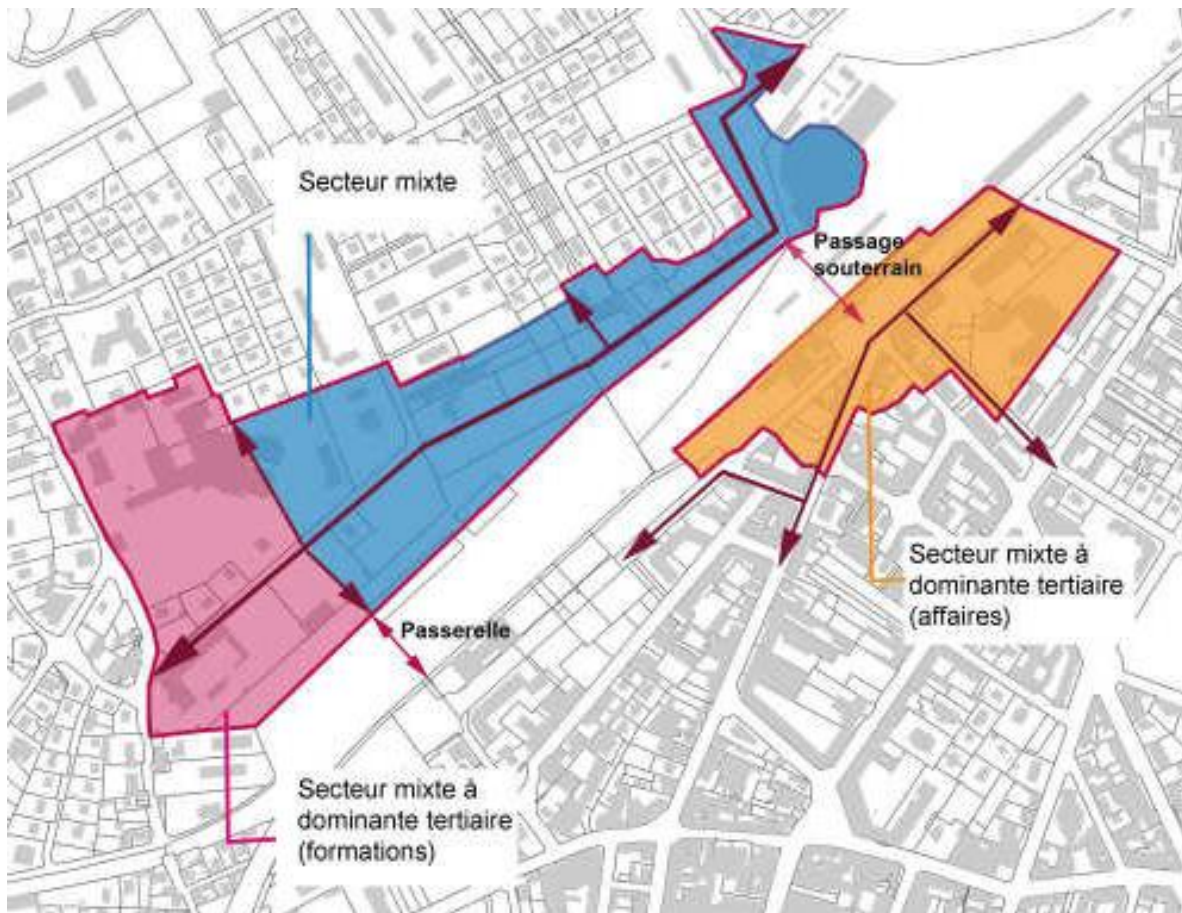 Secteur mixte
Passage
souterrain
Secteur mixte à
dominante tertiaire
(affaires)
Passerelle
Secteur mixte à
dominante tertiaire
(formations)